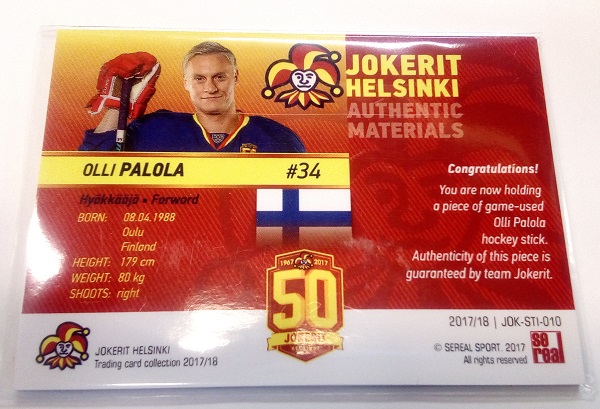 JOKERIT
HELSINKI
AUTHENTIC
MATERIALS
OLLI PALOLA #34
Hyökkääjä • Forward
BORN: 08.04.1988
Oulu
Finland
HEIGHT: 179 cm
WEIGHT: 80 kg
SHOOTS: right
Congratulations!
You are now holding
a piece of game-used
Olli Palola
hockey stick.
Authenticity of this piece is
guaranteed by team Jokerit.
1967 2017
50
JOKERIT
2017/18 | JOK-STI-010
JOKERIT HELSINKI
Trading card collection 2017/18
© SEREAL SPORT. 2017
All rights reserved
se
real